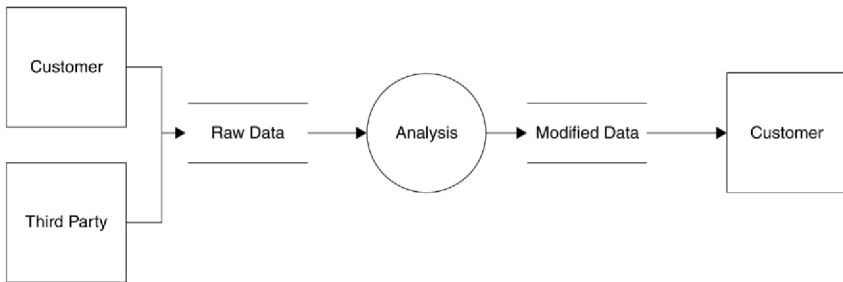 Customer
Third Party
Raw Data
Analysis
Modified Data
Customer